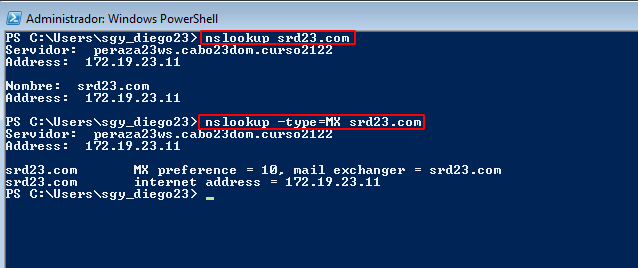 Administrador: Windows PowerShell
PS C:\Users\sgy_diego23> nslookup srd23.com
Servidor:  peraza23ws.cabo23dom.curso2122
Address:  172.19.23.11
Nombre:  srd23.com
Address:  172.19.23.11
PS C:\Users\sgy_diego23> nslookup -type=MX srd23.com
Servidor:  peraza23ws.cabo23dom.curso2122
Address:  172.19.23.11
srd23.com       MX preference = 10, mail exchanger = srd23.com
srd23.com       internet address = 172.19.23.11
PS C:\Users\sgy_diego23> _